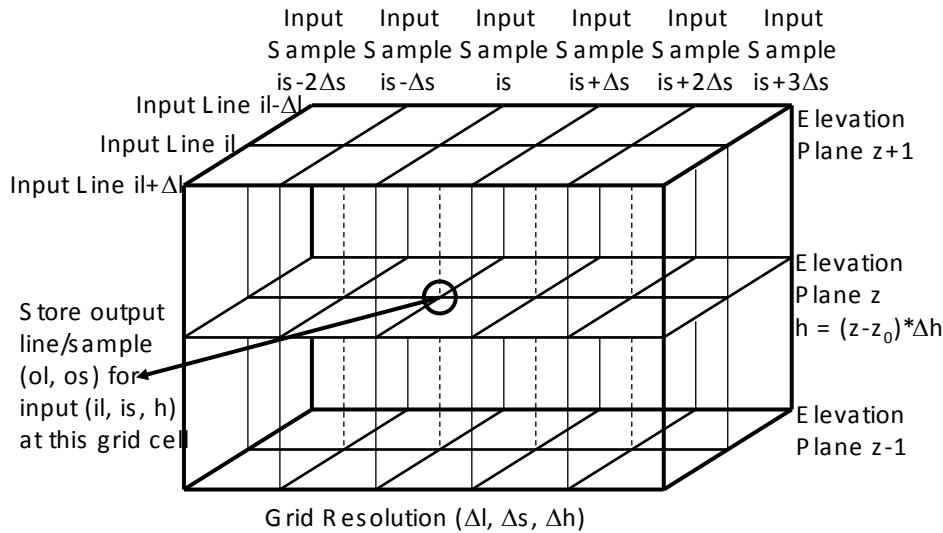 Input Sample is-2Δs
Input Sample is-Δs
Input Sample is
Input Sample is+Δs
Input Sample is+2Δs
Input Sample is+3Δs
Input Line il-Δl
Input Line il
Input Line il+Δl
Elevation
Plane z+1
Elevation
Plane z
h = (z-z₀)*Δh
Store output
line/sample
(ol, os) for
input (il, is, h)
at this grid cell
Elevation
Plane z-1
Grid Resolution (Δl, Δs, Δh)